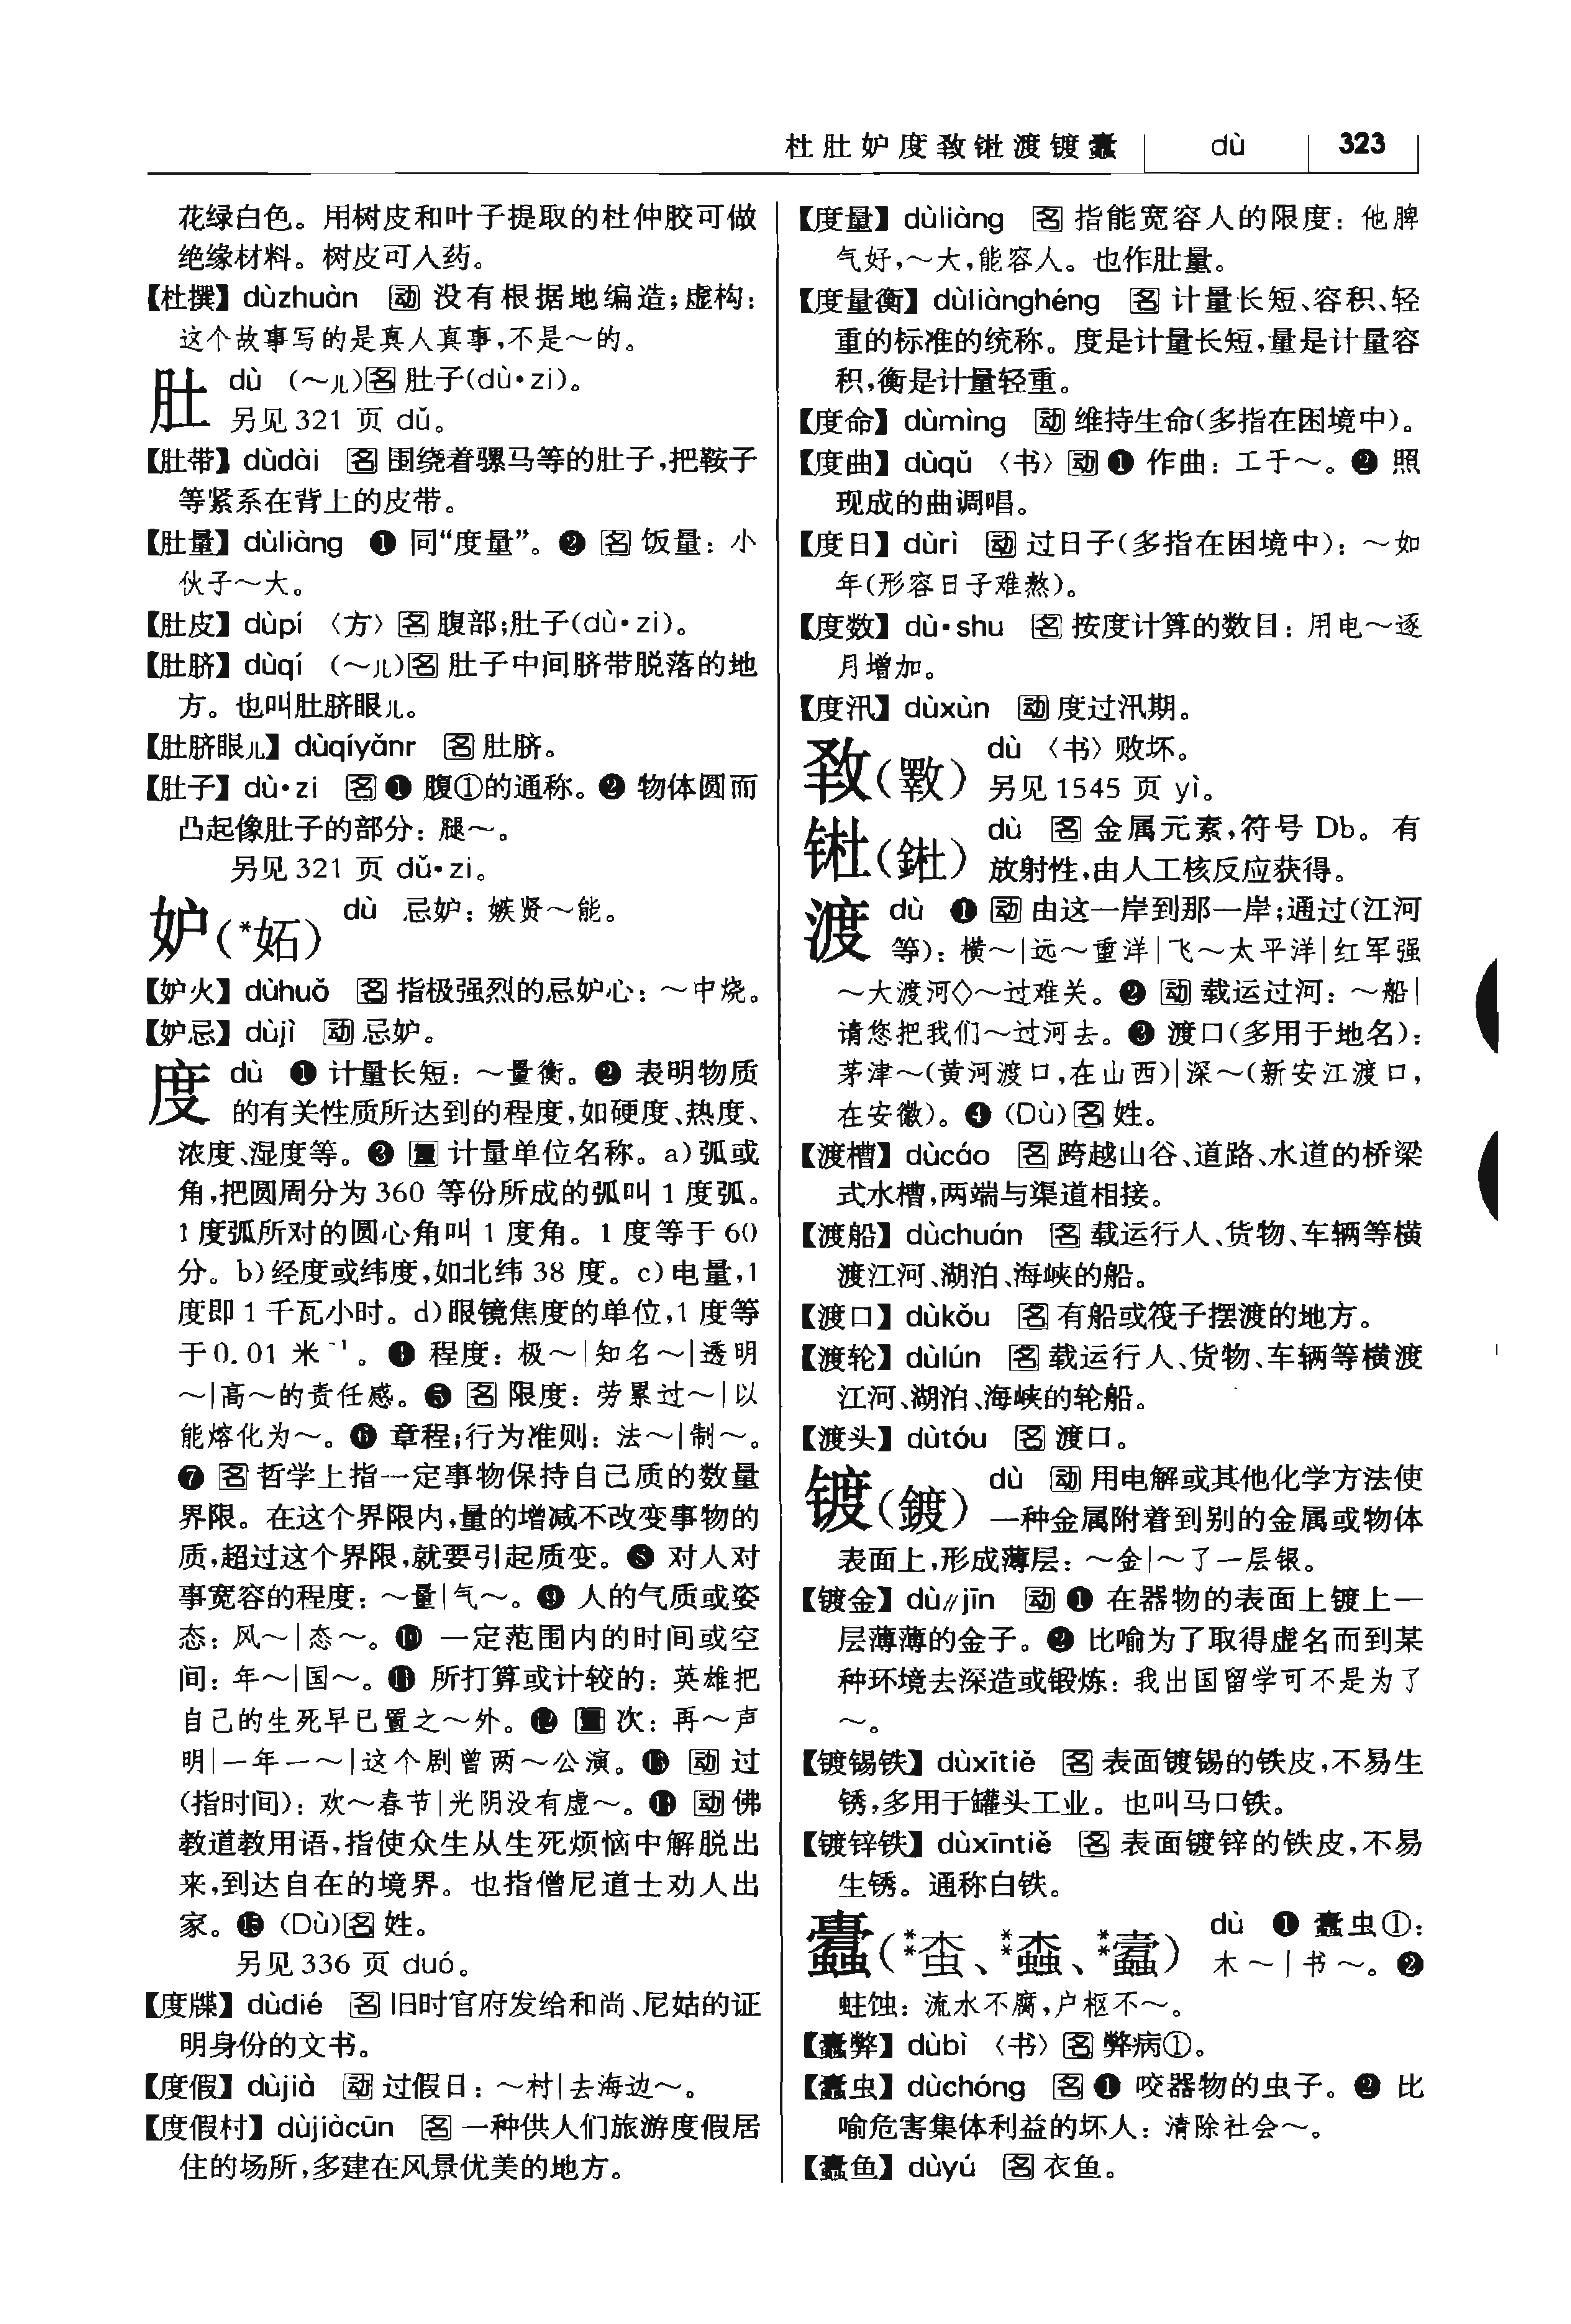 杜肚妒度𣀙𨧀渡镀蠹 dù 323
花绿白色。用树皮和叶子提取的杜仲胶可做
绝缘材料。树皮可入药。
【杜撰】dùzhuàn 动 没有根据地编造;虚构:
这个故事写的是真人真事,不是～的。
肚 dù (～儿)名 肚子(dù·zi)。
另见321 页 dǔ。
【肚带】dùdài 名 围绕着骡马等的肚子,把鞍子
等紧系在背上的皮带。
【肚量】dùliàng ❶ 同“度量”。❷ 名 饭量: 小
伙子～大。
【肚皮】dùpí 〈方〉名 腹部;肚子(dù·zi)。
【肚脐】dùqí (～儿)名 肚子中间脐带脱落的地
方。也叫肚脐眼儿。
【肚脐眼儿】dùqíyǎnr 名 肚脐。
【肚子】dù·zi 名 ❶ 腹①的通称。❷ 物体圆而
凸起像肚子的部分: 腿～。
另见321 页 dǔ·zi。
妒(*妬) dù 忌妒: 嫉贤～能。
【妒火】dùhuǒ 名 指极强烈的忌妒心: ～中烧。
【妒忌】dùjì 动 忌妒。
度 dù ❶ 计量长短: ～量衡。❷ 表明物质
的有关性质所达到的程度,如硬度、热度、
浓度、湿度等。❸ 量 计量单位名称。a)弧或
角,把圆周分为 360 等份所成的弧叫 1 度弧。
1 度弧所对的圆心角叫 1 度角。1 度等于 60
分。b)经度或纬度,如北纬 38 度。c)电量,1
度即 1 千瓦小时。d)眼镜焦度的单位,1 度等
于0.01 米⁻¹。❹ 程度: 极～|知名～|透明
～|高～的责任感。❺ 名 限度: 劳累过～|以
能熔化为～。❻ 章程;行为准则: 法～|制～。
❼ 名 哲学上指一定事物保持自己质的数量
界限。在这个界限内,量的增减不改变事物的
质,超过这个界限,就要引起质变。❽ 对人对
事宽容的程度: ～量|气～。❾ 人的气质或姿
态: 风～|态～。❿ 一定范围内的时间或空
间: 年～|国～。⓫ 所打算或计较的: 英雄把
自己的生死早已置之～外。⓬ 量 次: 再～声
明|一年一～|这个剧曾两～公演。⓭ 动 过
(指时间): 欢～春节|光阴没有虚～。⓮ 动 佛
教道教用语,指使众生从生死烦恼中解脱出
来,到达自在的境界。也指僧尼道士劝人出
家。⓯ (Dù)名 姓。
另见336 页 duó。
【度牒】dùdié 名 旧时官府发给和尚、尼姑的证
明身份的文书。
【度假】dùjià 动 过假日: ～村|去海边～。
【度假村】dùjiàcūn 名 一种供人们旅游度假居
住的场所,多建在风景优美的地方。
【度量】dùliàng 名 指能宽容人的限度: 他脾
气好,～大,能容人。也作肚量。
【度量衡】dùliànghéng 名 计量长短、容积、轻
重的标准的统称。度是计量长短,量是计量容
积,衡是计量轻重。
【度命】dùmìng 动 维持生命(多指在困境中)。
【度曲】dùqǔ 〈书〉动 ❶ 作曲: 工于～。❷ 照
现成的曲调唱。
【度日】dùrì 动 过日子(多指在困境中): ～如
年(形容日子难熬)。
【度数】dù·shu 名 按度计算的数目: 用电～逐
月增加。
【度汛】dùxùn 动 度过汛期。
𣀙(斁) dù 〈书〉败坏。
另见1545 页 yì。
𨧀(鉳) dù 名 金属元素,符号 Db。有
放射性,由人工核反应获得。
渡 dù ❶ 动 由这一岸到那一岸;通过(江河
等): 横～|远～重洋|飞～太平洋|红军强
～大渡河◇～过难关。❷ 动 载运过河: ～船|
请您把我们～过河去。❸ 渡口(多用于地名):
茅津～(黄河渡口,在山西)|深～(新安江渡口,
在安徽)。❹ (Dù)名 姓。
【渡槽】dùcáo 名 跨越山谷、道路、水道的桥梁
式水槽,两端与渠道相接。
【渡船】dùchuán 名 载运行人、货物、车辆等横
渡江河、湖泊、海峡的船。
【渡口】dùkǒu 名 有船或筏子摆渡的地方。
【渡轮】dùlún 名 载运行人、货物、车辆等横渡
江河、湖泊、海峡的轮船。
【渡头】dùtóu 名 渡口。
镀(鍍) dù 动 用电解或其他化学方法使
一种金属附着到别的金属或物体
表面上,形成薄层: ～金|～了一层银。
【镀金】dù∥jīn 动 ❶ 在器物的表面上镀上一
层薄薄的金子。❷ 比喻为了取得虚名而到某
种环境去深造或锻炼: 我出国留学可不是为了
～。
【镀锡铁】dùxītiě 名 表面镀锡的铁皮,不易生
锈,多用于罐头工业。也叫马口铁。
【镀锌铁】dùxīntiě 名 表面镀锌的铁皮,不易
生锈。通称白铁。
蠹(**䖝、**螙、**蠧) dù ❶ 蠹虫①:
木～|书～。❷
蛀蚀: 流水不腐,户枢不～。
【蠹弊】dùbì 〈书〉名 弊病①。
【蠹虫】dùchóng 名 ❶ 咬器物的虫子。❷ 比
喻危害集体利益的坏人: 清除社会～。
【蠹鱼】dùyú 名 衣鱼。